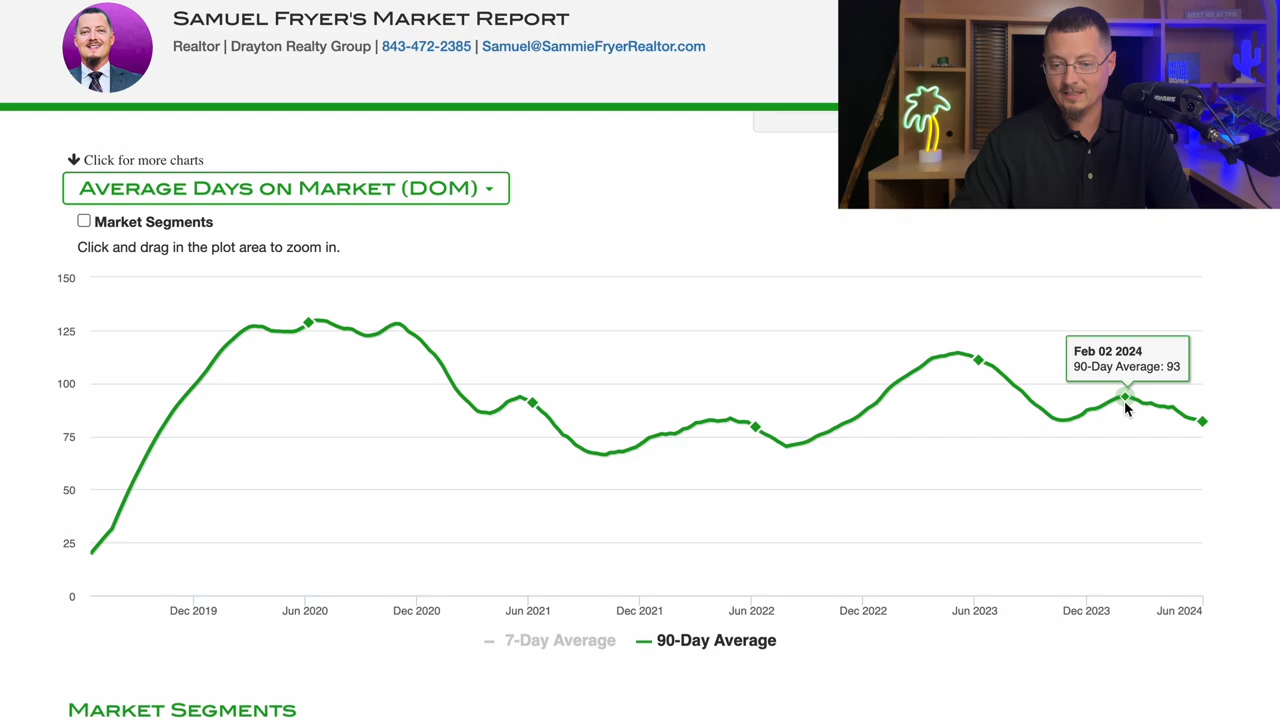 SAMUEL FRYER'S MARKET REPORT
Realtor | Drayton Realty Group | 843-472-2385 | Samuel@SammieFryerRealtor.com
Click for more charts
AVERAGE DAYS ON MARKET (DOM)
Market Segments
Click and drag in the plot area to zoom in.
150
125
100
75
50
25
0
Feb 02 2024
90-Day Average: 93
Dec 2019
Jun 2020
Dec 2020
Jun 2021
Dec 2021
Jun 2022
Dec 2022
Jun 2023
Dec 2023
Jun 2024
7-Day Average
90-Day Average
MARKET SEGMENTS